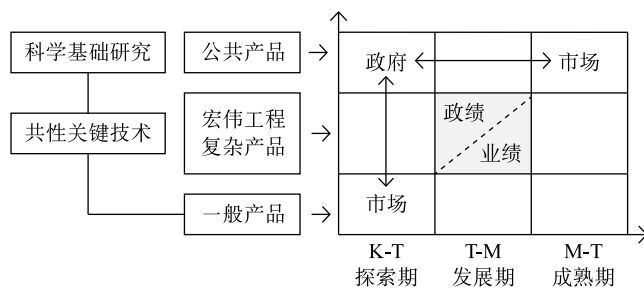 科学基础研究
公共产品
政府
市场
共性关键技术
宏伟工程
复杂产品
政绩
业绩
一般产品
市场
K-T
T-M
M-T
探索期
发展期
成熟期